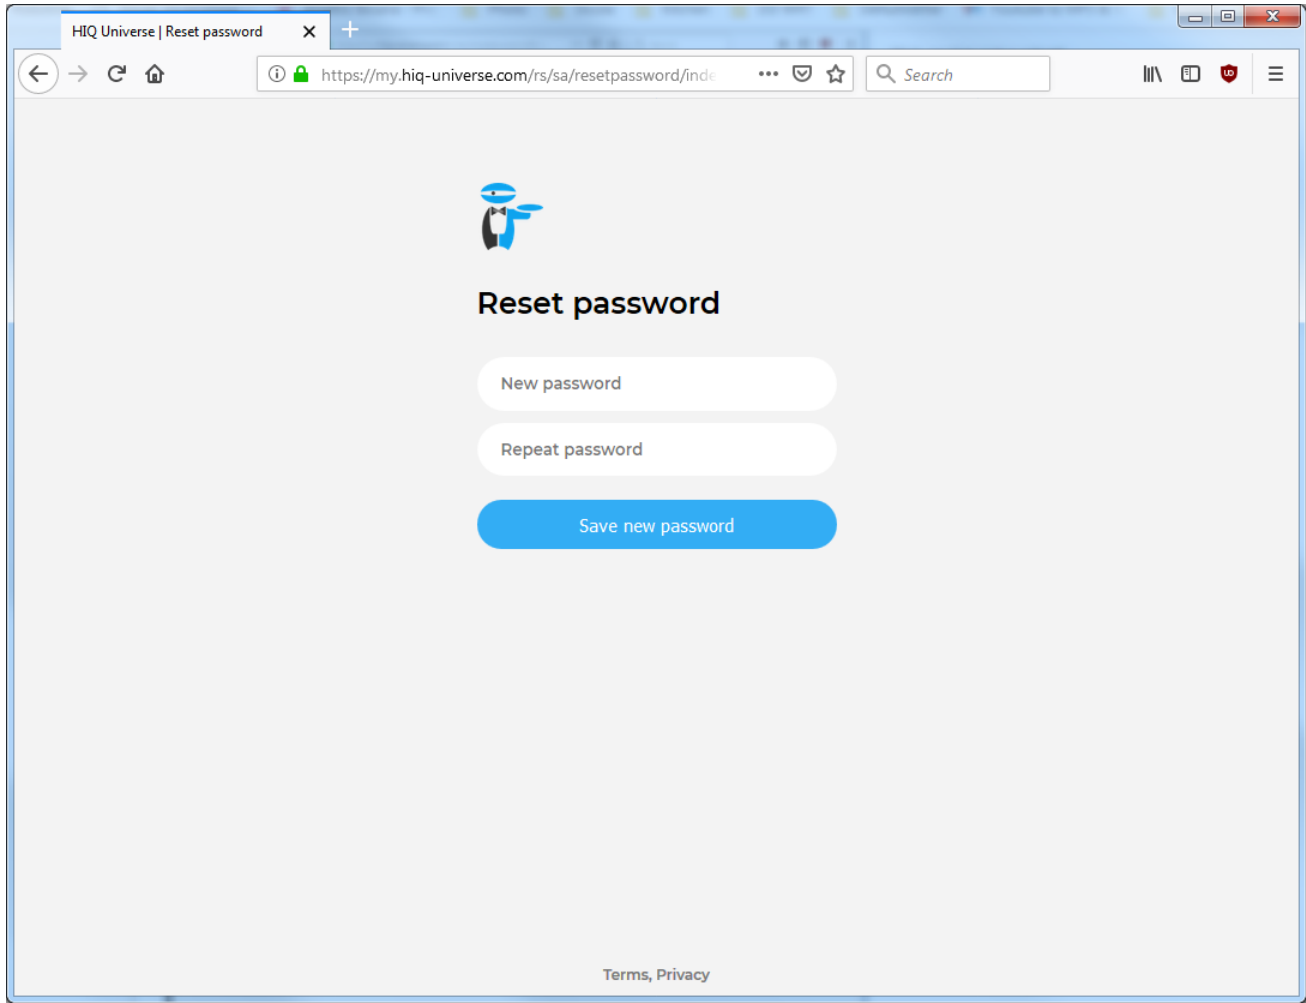 HIQ Universe | Reset password
https://my.hiq-universe.com/rs/sa/resetpassword/inde
Search
Reset password
New password
Repeat password
Save new password
Terms, Privacy